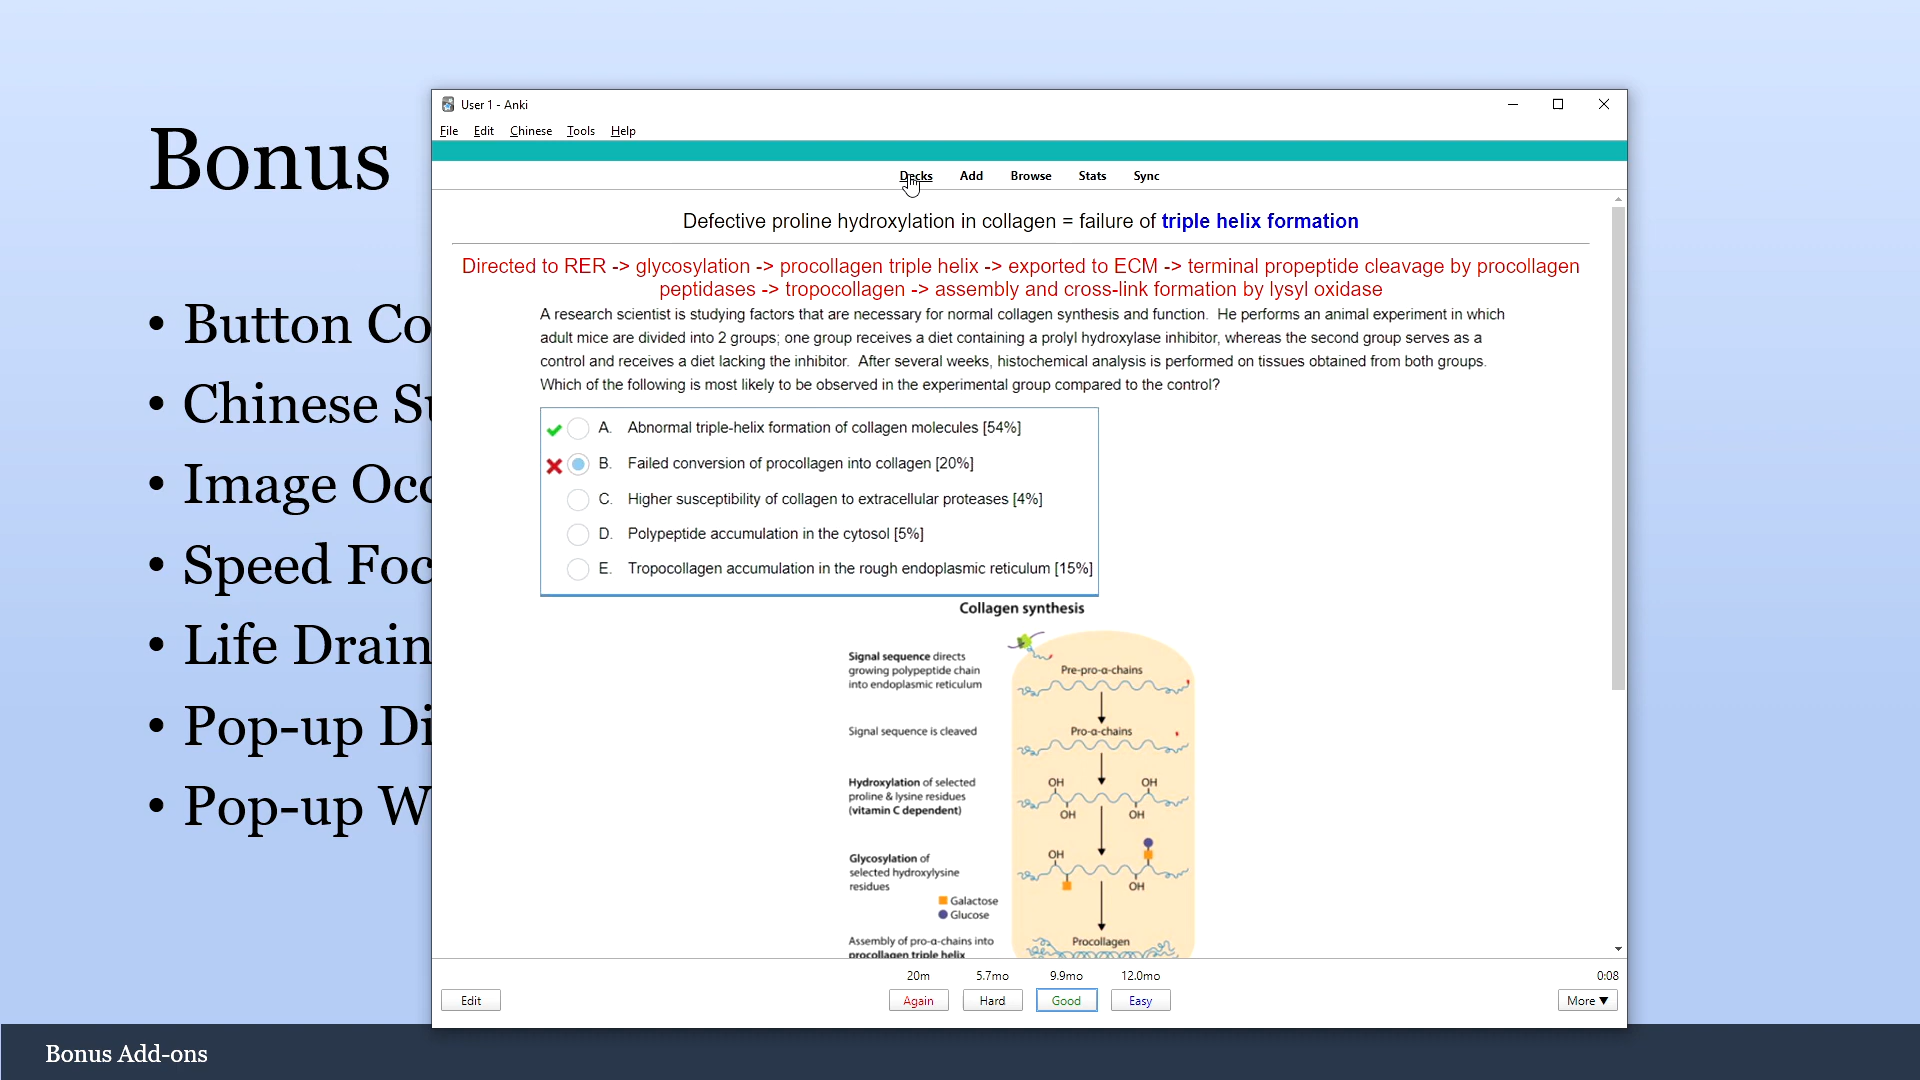 Bonus
• Button Co
• Chinese
• Image Occ
• Speed Foc
• Life Drain
• Pop-up Di
• Pop-up W
Bonus Add-ons
User 1 - Anki
File Edit Chinese Tools Help
Decks Add Browse Stats Sync
Defective proline hydroxylation in collagen = failure of triple helix formation
Directed to RER -> glycosylation -> procollagen triple helix -> exported to ECM -> terminal propeptide cleavage by procollagen
peptidases -> tropocollagen -> assembly and cross-link formation by lysyl oxidase
A research scientist is studying factors that are necessary for normal collagen synthesis and function. He performs an animal experiment in which
adult mice are divided into 2 groups; one group receives a diet containing a prolyl hydroxylase inhibitor, whereas the second group serves as a
control and receives a diet lacking the inhibitor. After several weeks, histochemical analysis is performed on tissues obtained from both groups.
Which of the following is most likely to be observed in the experimental group compared to the control?
A. Abnormal triple-helix formation of collagen molecules [54%]
B. Failed conversion of procollagen into collagen [20%]
C. Higher susceptibility of collagen to extracellular proteases [4%]
D. Polypeptide accumulation in the cytosol [5%]
E. Tropocollagen accumulation in the rough endoplasmic reticulum [15%]
Collagen synthesis
Signal sequence directs
growing polypeptide chain
into endoplasmic reticulum
Pre-pro-α-chains
Signal sequence is cleaved
Pro-α-chains
Hydroxylation of selected
proline & lysine residues
(vitamin C dependent)
OH OH
OH OH
Glycosylation of
selected hydroxylysine
residues
OH
OH
Galactose
Glucose
Assembly of pro-α-chains into
procollagen triple helix
Procollagen
20m 5.7mo 9.9mo 12.0mo 0:08
Edit Again Hard Good Easy More ▼